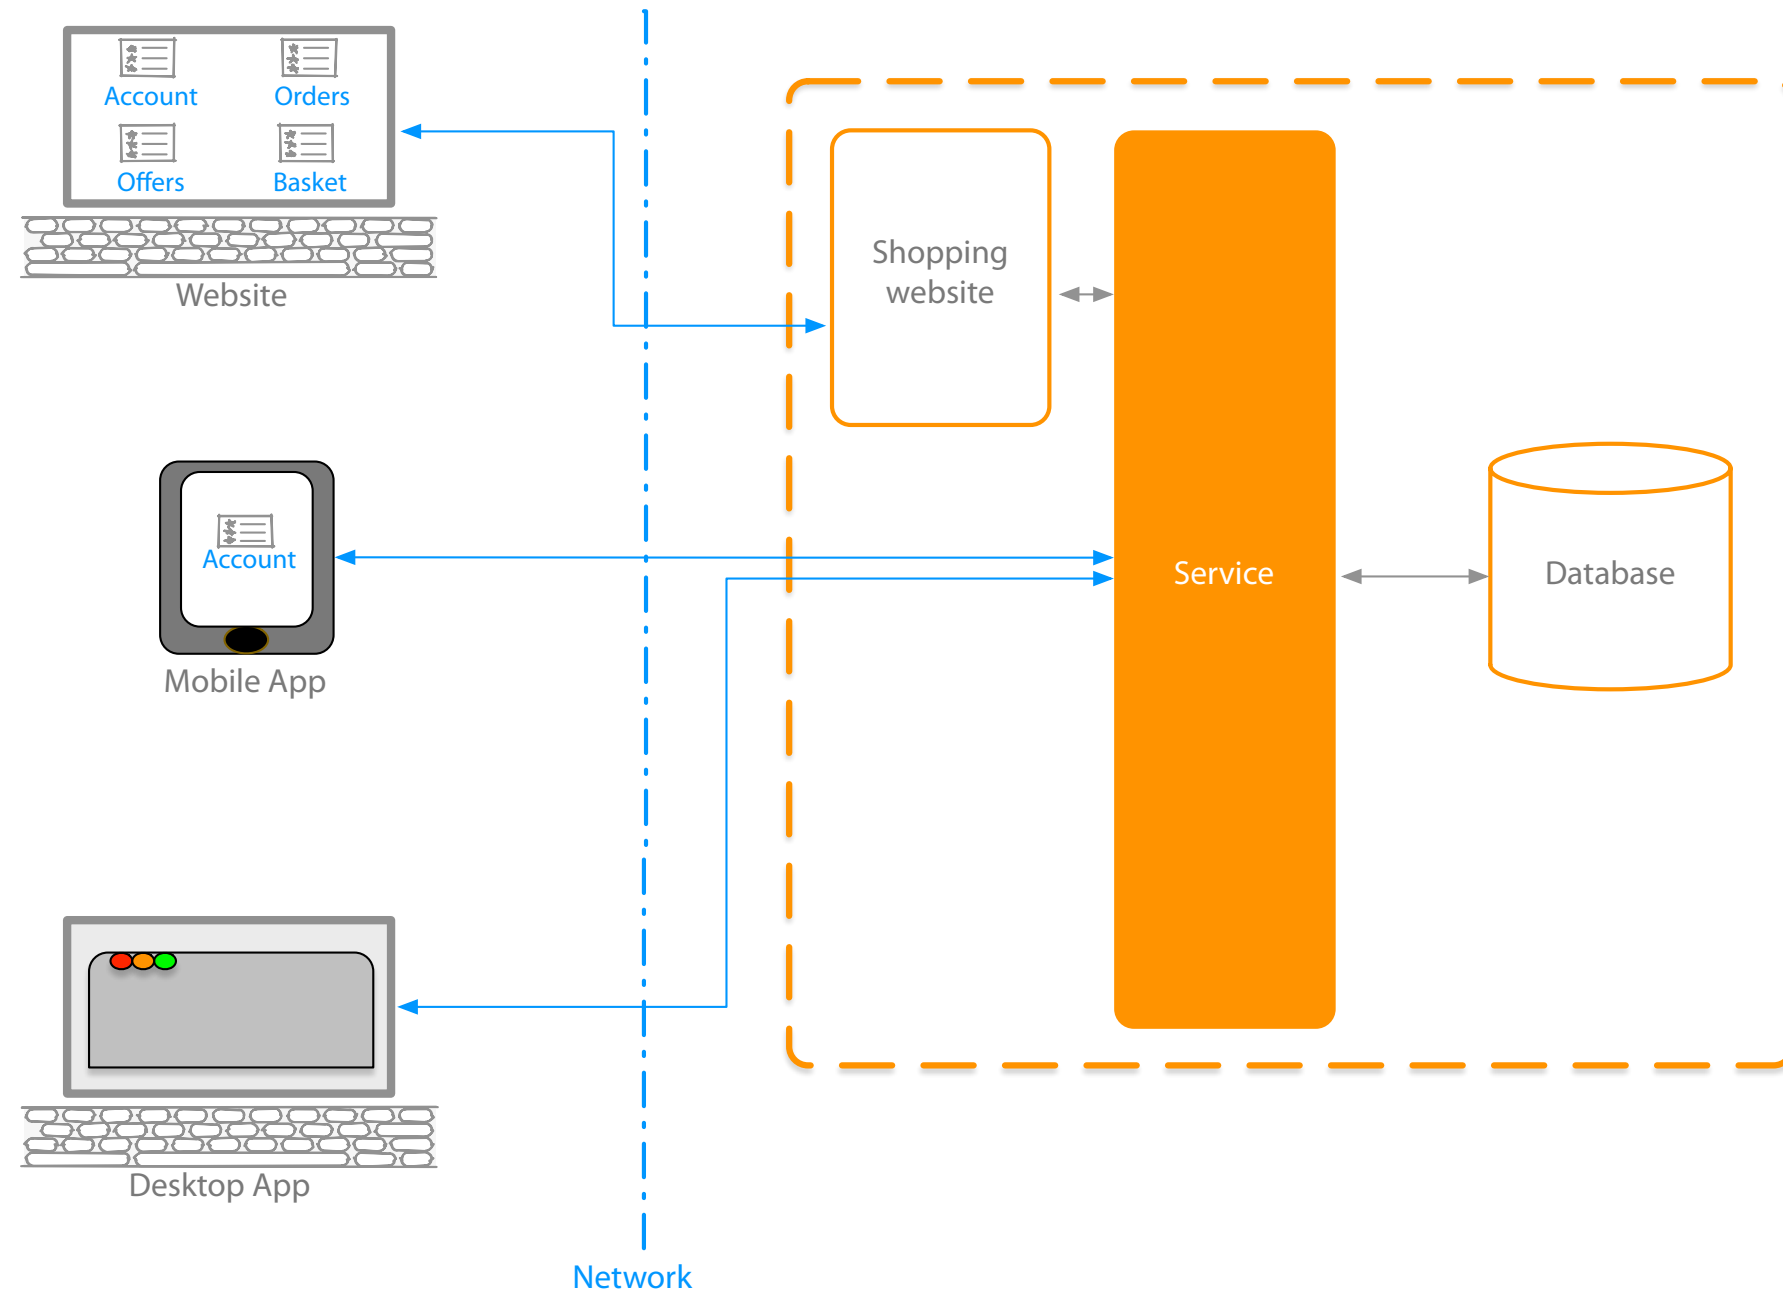 Account
Orders
Offers
Basket
Website
Shopping
website
Account
Mobile App
Service
Database
Desktop App
Network